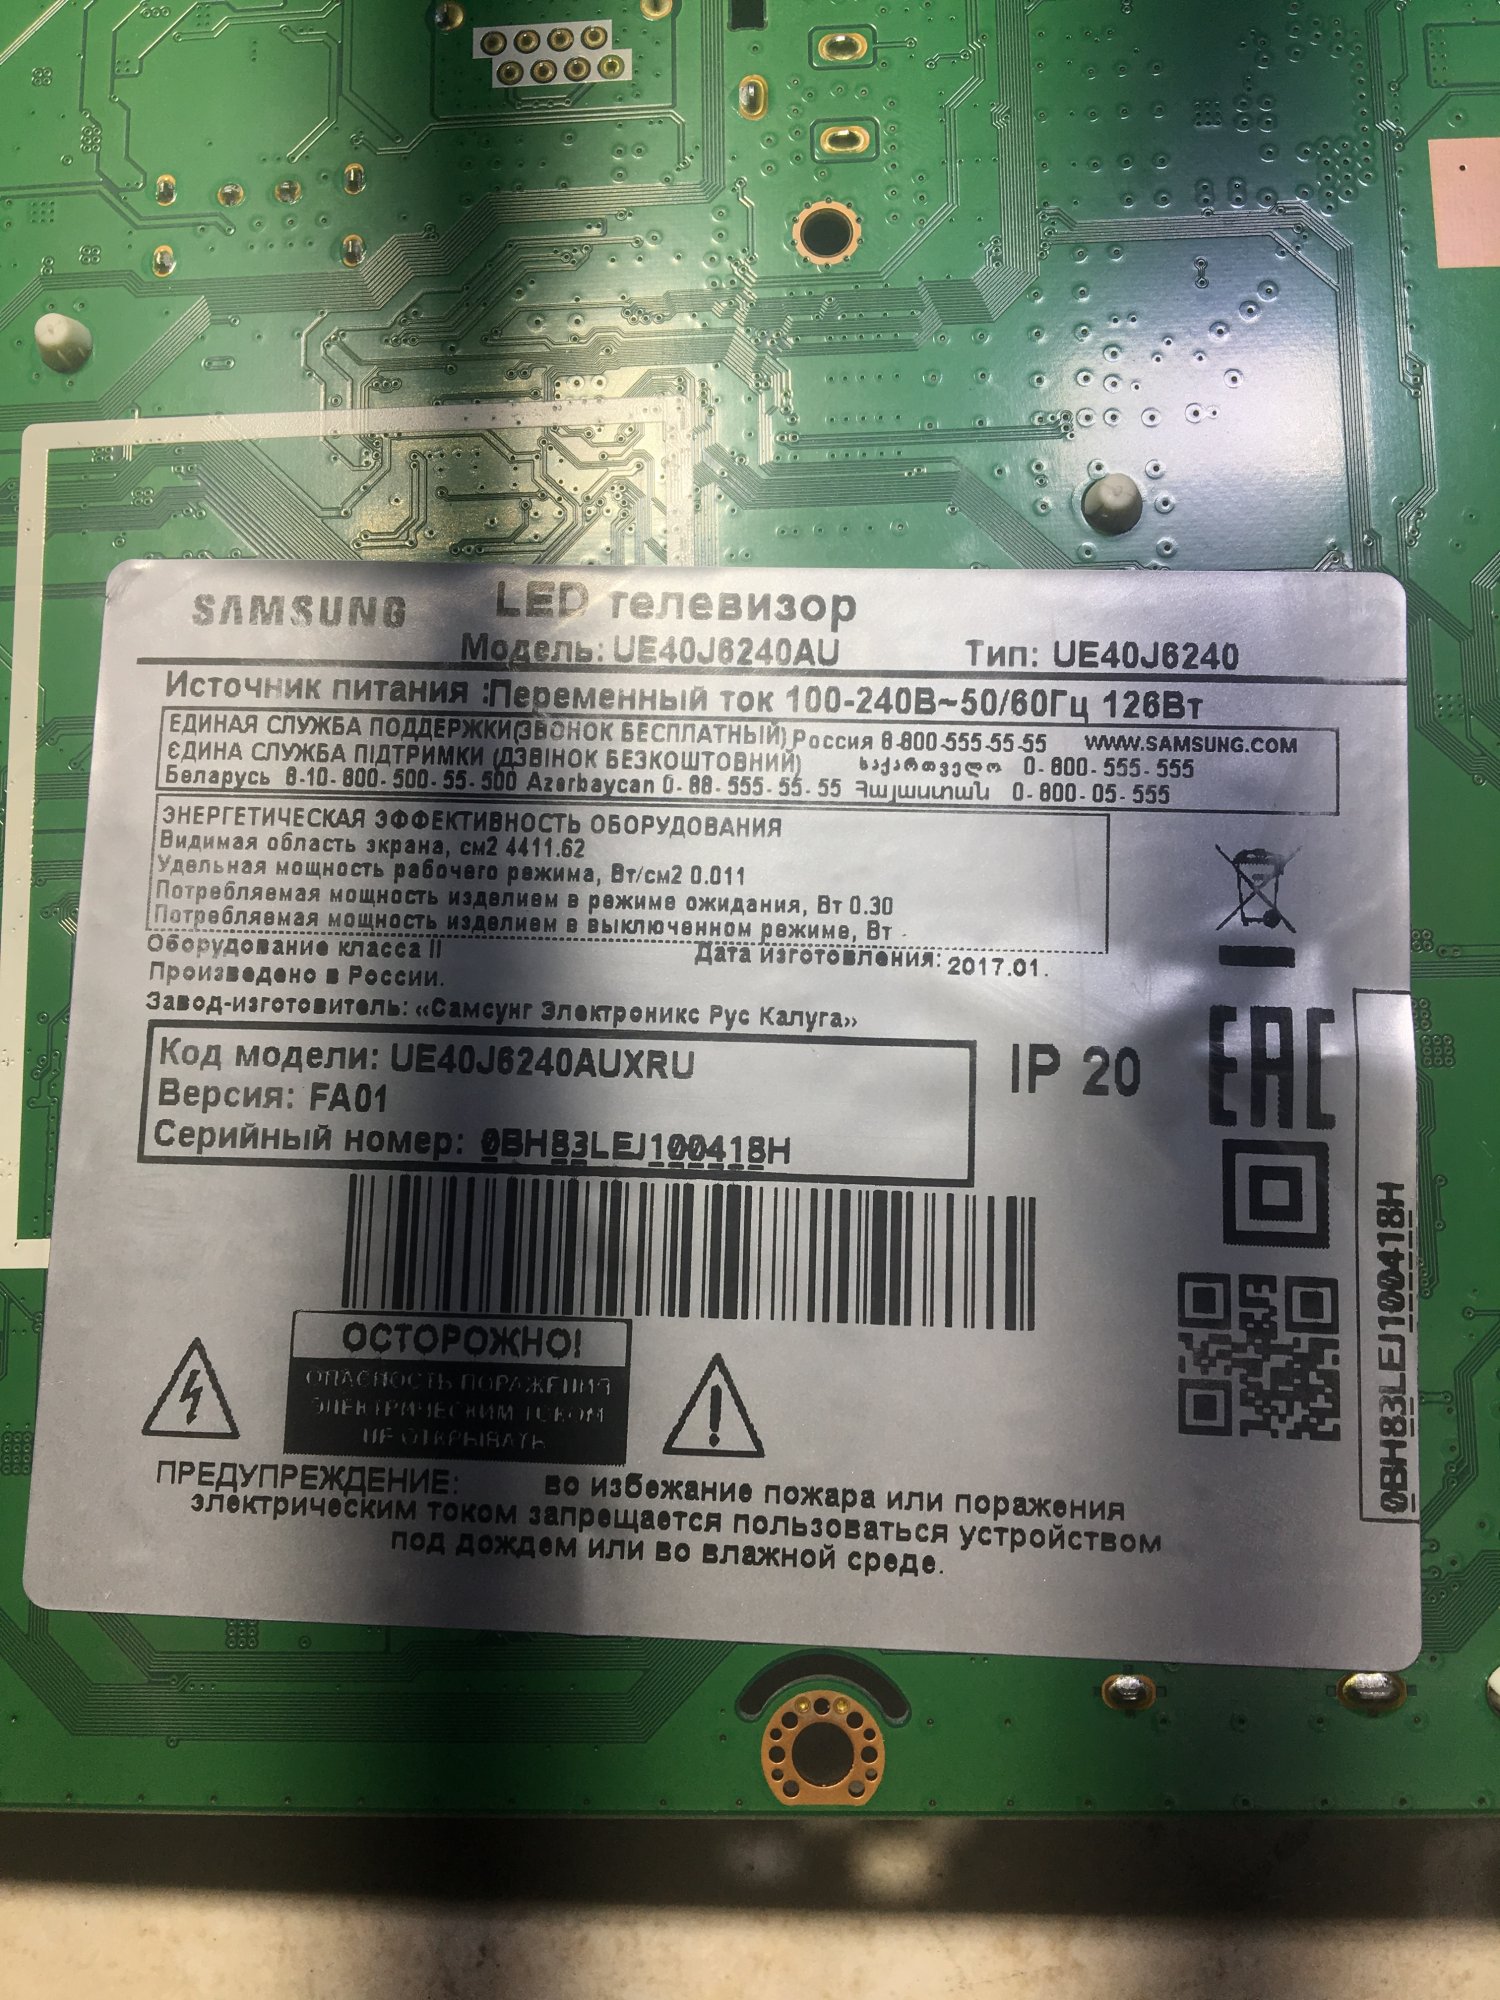 SAMSUNG LED телевизор
Модель: UE40J6240AU Тип: UE40J6240
Источник питания :Переменный ток 100-240В~50/60Гц 126Вт
ЕДИНАЯ СЛУЖБА ПОДДЕРЖКИ(ЗВОНОК БЕСПЛАТНЫЙ) Россия 8-800-555-55-55 WWW.SAMSUNG.COM
ЄДИНА СЛУЖБА ПІДТРИМКИ (ДЗВІНОК БЕЗКОШТОВНИЙ) საქართველო 0-800-555-555
Беларусь 8-10-800-500-55-500 Azerbaycan 0-88-555-55-55 Հայաստան 0-800-05-555
ЭНЕРГЕТИЧЕСКАЯ ЭФФЕКТИВНОСТЬ ОБОРУДОВАНИЯ
Видимая область экрана, см2 4411.62
Удельная мощность рабочего режима, Вт/см2 0.011
Потребляемая мощность изделием в режиме ожидания, Вт 0.30
Потребляемая мощность изделием в выключенном режиме, Вт -
Оборудование класса II Дата изготовления: 2017.01.
Произведено в России.
Завод-изготовитель: «Самсунг Электроникс Рус Калуга»
Код модели: UE40J6240AUXRU
Версия: FA01
Серийный номер: 0BH83LEJ100418H
IP 20
EAC
0BH83LEJ100418H
ОСТОРОЖНО!
ОПАСНОСТЬ ПОРАЖЕНИЯ
ЭЛЕКТРИЧЕСКИМ ТОКОМ
НЕ ОТКРЫВАТЬ
ПРЕДУПРЕЖДЕНИЕ: во избежание пожара или поражения
электрическим током запрещается пользоваться устройством
под дождем или во влажной среде.